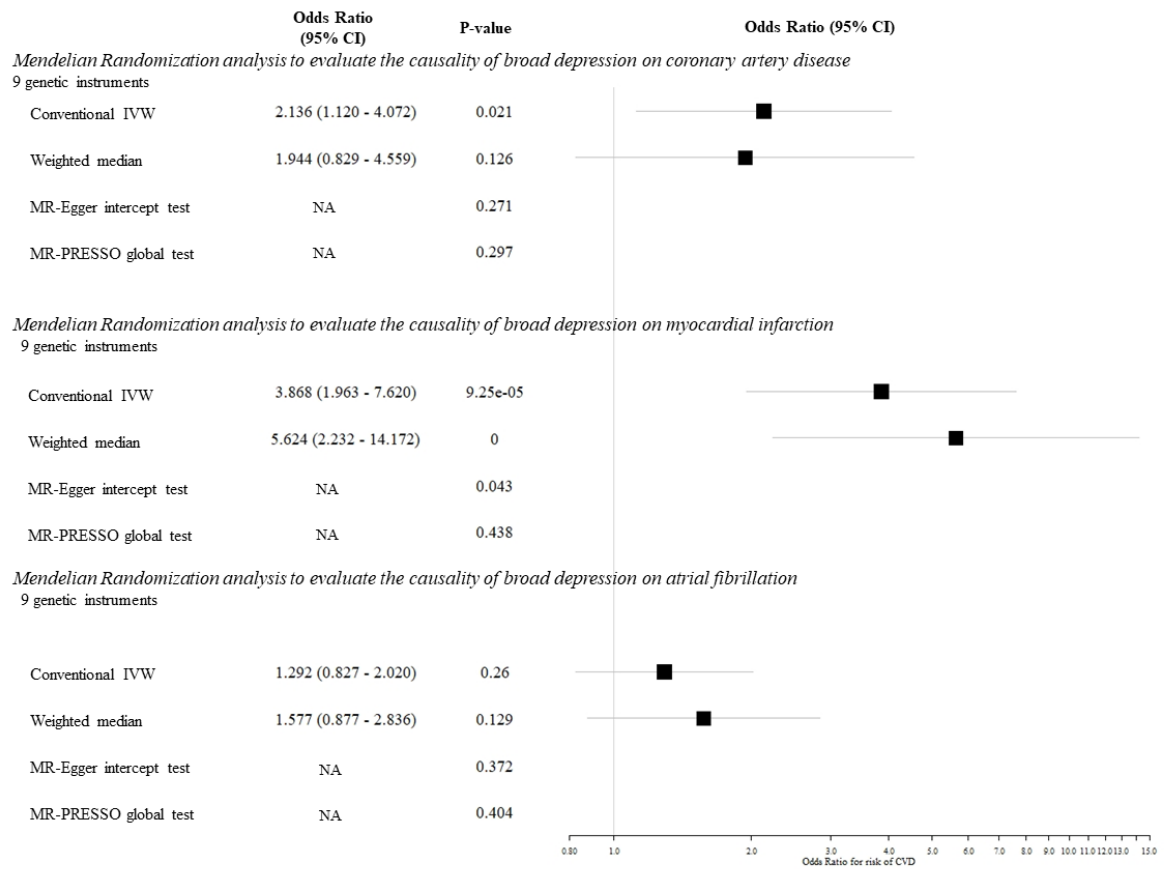 Odds Ratio
(95% CI) P-value Odds Ratio (95% CI)
Mendelian Randomization analysis to evaluate the causality of broad depression on coronary artery disease
9 genetic instruments
Conventional IVW 2.136 (1.120 - 4.072) 0.021
Weighted median 1.944 (0.829 - 4.559) 0.126
MR-Egger intercept test NA 0.271
MR-PRESSO global test NA 0.297
Mendelian Randomization analysis to evaluate the causality of broad depression on myocardial infarction
9 genetic instruments
Conventional IVW 3.868 (1.963 - 7.620) 9.25e-05
Weighted median 5.624 (2.232 - 14.172) 0
MR-Egger intercept test NA 0.043
MR-PRESSO global test NA 0.438
Mendelian Randomization analysis to evaluate the causality of broad depression on atrial fibrillation
9 genetic instruments
Conventional IVW 1.292 (0.827 - 2.020) 0.26
Weighted median 1.577 (0.877 - 2.836) 0.129
MR-Egger intercept test NA 0.372
MR-PRESSO global test NA 0.404
0.80 1.0 2.0 3.0 4.0 5.0 6.0 7.0 8.0 9.0 10.0 11.0 12.0 13.0 15.0
Odds Ratio for risk of CVD